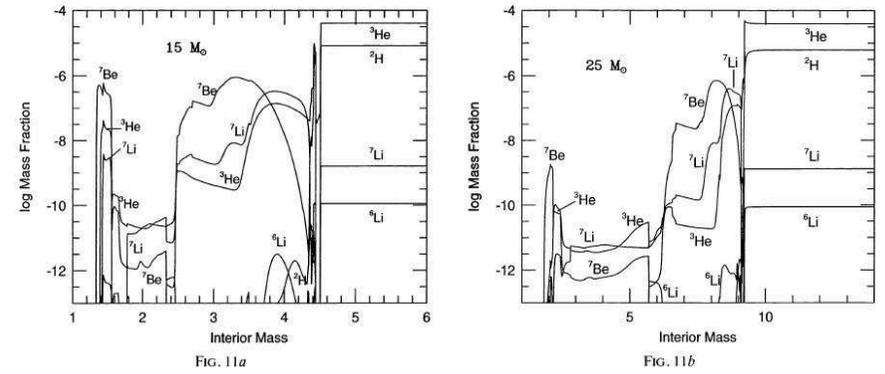 -4
-6
-8
-10
-12
log Mass Fraction
15 M⊙
⁷Be
³He
⁷Li
³He
⁷Li
⁷Be
⁷Be
⁷Li
³He
⁶Li
²H
³He
²H
⁷Li
⁶Li
1 2 3 4 5 6
Interior Mass
FIG. 11a
-4
-6
-8
-10
-12
log Mass Fraction
25 M⊙
⁷Be
³He
⁷Li
⁷Be
³He
⁷Be
⁷Li
⁷Li
³He
⁶Li
⁶Li
³He
²H
⁷Li
⁶Li
5 10
Interior Mass
FIG. 11b